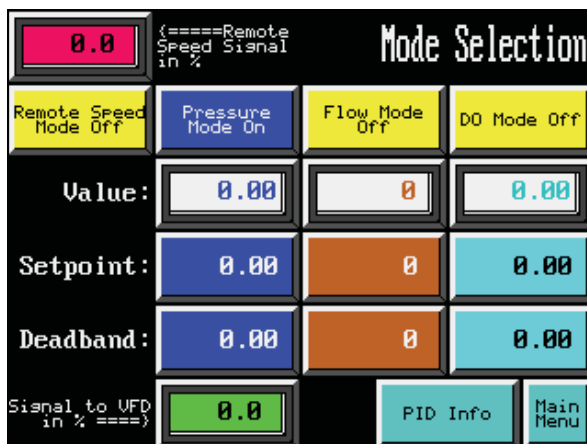 0.0
{=====Remote
Speed Signal
in %
Mode Selection
Remote Speed
Mode Off
Pressure
Mode On
Flow Mode
Off
DO Mode Off
Value:
0.00
0
0.00
Setpoint:
0.00
0
0.00
Deadband:
0.00
0
0.00
Signal to VFD
in % ====}
0.0
PID Info
Main
Menu